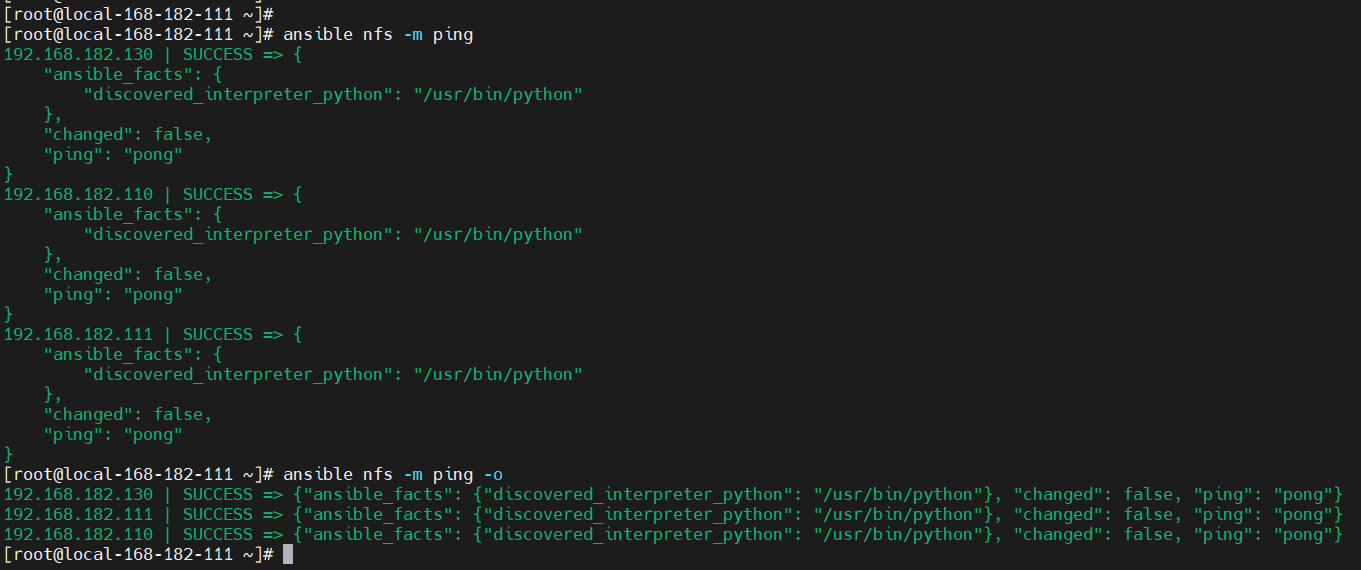 [root@local-168-182-111 ~]#
[root@local-168-182-111 ~]# ansible nfs -m ping
192.168.182.130 | SUCCESS => {
    "ansible_facts": {
        "discovered_interpreter_python": "/usr/bin/python"
    },
    "changed": false,
    "ping": "pong"
}
192.168.182.110 | SUCCESS => {
    "ansible_facts": {
        "discovered_interpreter_python": "/usr/bin/python"
    },
    "changed": false,
    "ping": "pong"
}
192.168.182.111 | SUCCESS => {
    "ansible_facts": {
        "discovered_interpreter_python": "/usr/bin/python"
    },
    "changed": false,
    "ping": "pong"
}
[root@local-168-182-111 ~]# ansible nfs -m ping -o
192.168.182.130 | SUCCESS => {"ansible_facts": {"discovered_interpreter_python": "/usr/bin/python"}, "changed": false, "ping": "pong"}
192.168.182.111 | SUCCESS => {"ansible_facts": {"discovered_interpreter_python": "/usr/bin/python"}, "changed": false, "ping": "pong"}
192.168.182.110 | SUCCESS => {"ansible_facts": {"discovered_interpreter_python": "/usr/bin/python"}, "changed": false, "ping": "pong"}
[root@local-168-182-111 ~]#